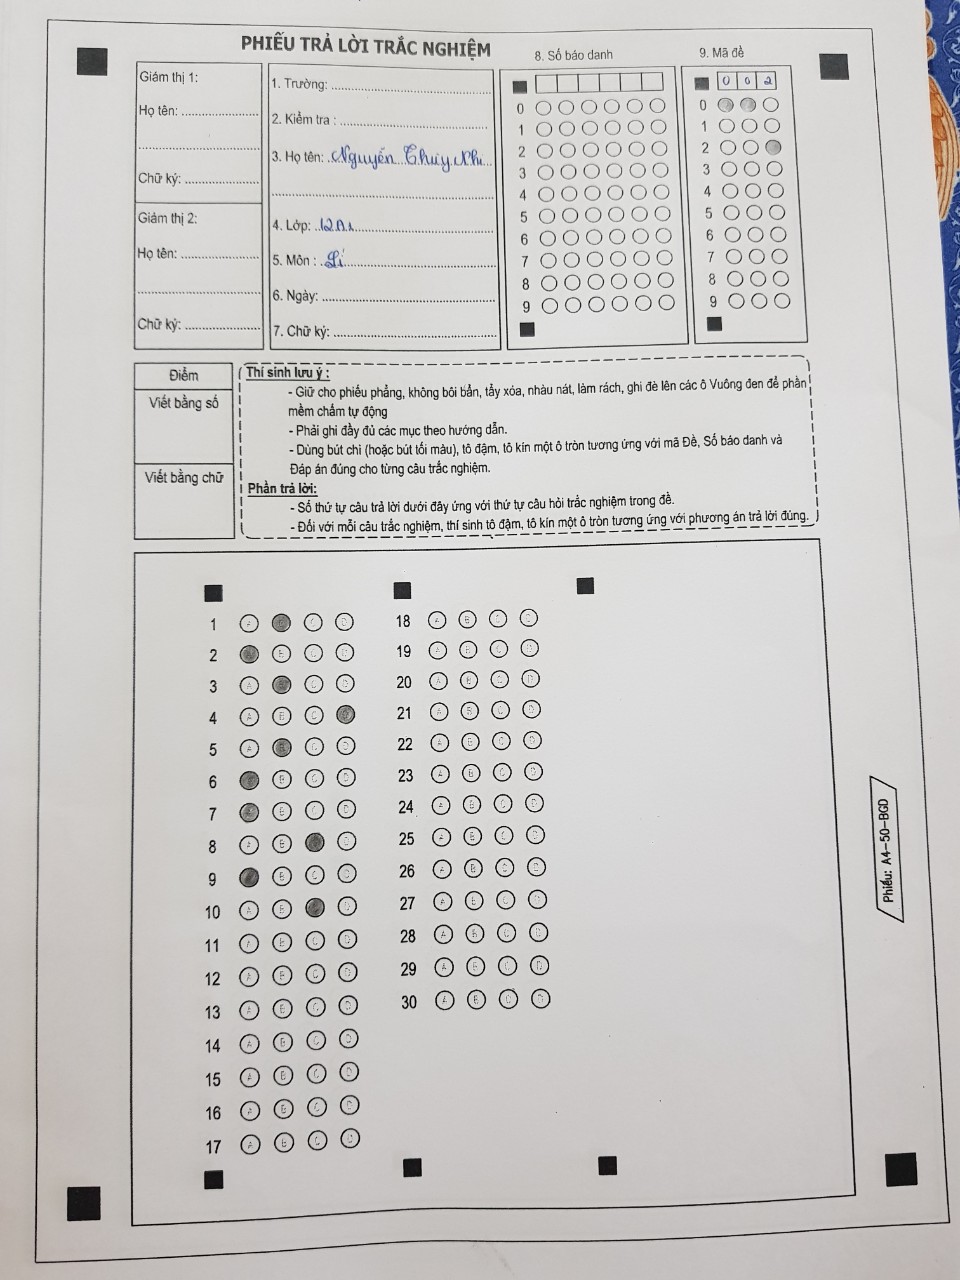 PHIẾU TRẢ LỜI TRẮC NGHIỆM
Giám thị 1:
Họ tên: ..................
Chữ ký: ..................
Giám thị 2:
Họ tên: ..................
Chữ ký: ..................
1. Trường: ..................
2. Kiểm tra : ..................
3. Họ tên: Nguyễn Thuý Nhi
4. Lớp: 12A1
5. Môn : Lí
6. Ngày: ..................
7. Chữ ký: ..................
8. Số báo danh
0
1
2
3
4
5
6
7
8
9
9. Mã đề
0 0 2
0
1
2
3
4
5
6
7
8
9
Điểm
Viết bằng số
Viết bằng chữ
Thí sinh lưu ý :
- Giữ cho phiếu phẳng, không bôi bẩn, tẩy xóa, nhàu nát, làm rách, ghi đè lên các ô Vuông đen để phần
mềm chấm tự động
- Phải ghi đầy đủ các mục theo hướng dẫn.
- Dùng bút chì (hoặc bút tối màu), tô đậm, tô kín một ô tròn tương ứng với mã Đề, Số báo danh và
Đáp án đúng cho từng câu trắc nghiệm.
Phần trả lời:
- Số thứ tự câu trả lời dưới đây ứng với thứ tự câu hỏi trắc nghiệm trong đề.
- Đối với mỗi câu trắc nghiệm, thí sinh tô đậm, tô kín một ô tròn tương ứng với phương án trả lời đúng.
1 A C D
2 B C D
3 A C D
4 A B C
5 A C D
6 B C D
7 B C D
8 A B D
9 B C D
10 A B D
11 A B C D
12 A B C D
13 A B C D
14 A B C D
15 A B C D
16 A B C D
17 A B C D
18 A B C D
19 A B C D
20 A B C D
21 A B C D
22 A B C D
23 A B C D
24 A B C D
25 A B C D
26 A B C D
27 A B C D
28 A B C D
29 A B C D
30 A B C D
Phiếu: A4-50-BGD